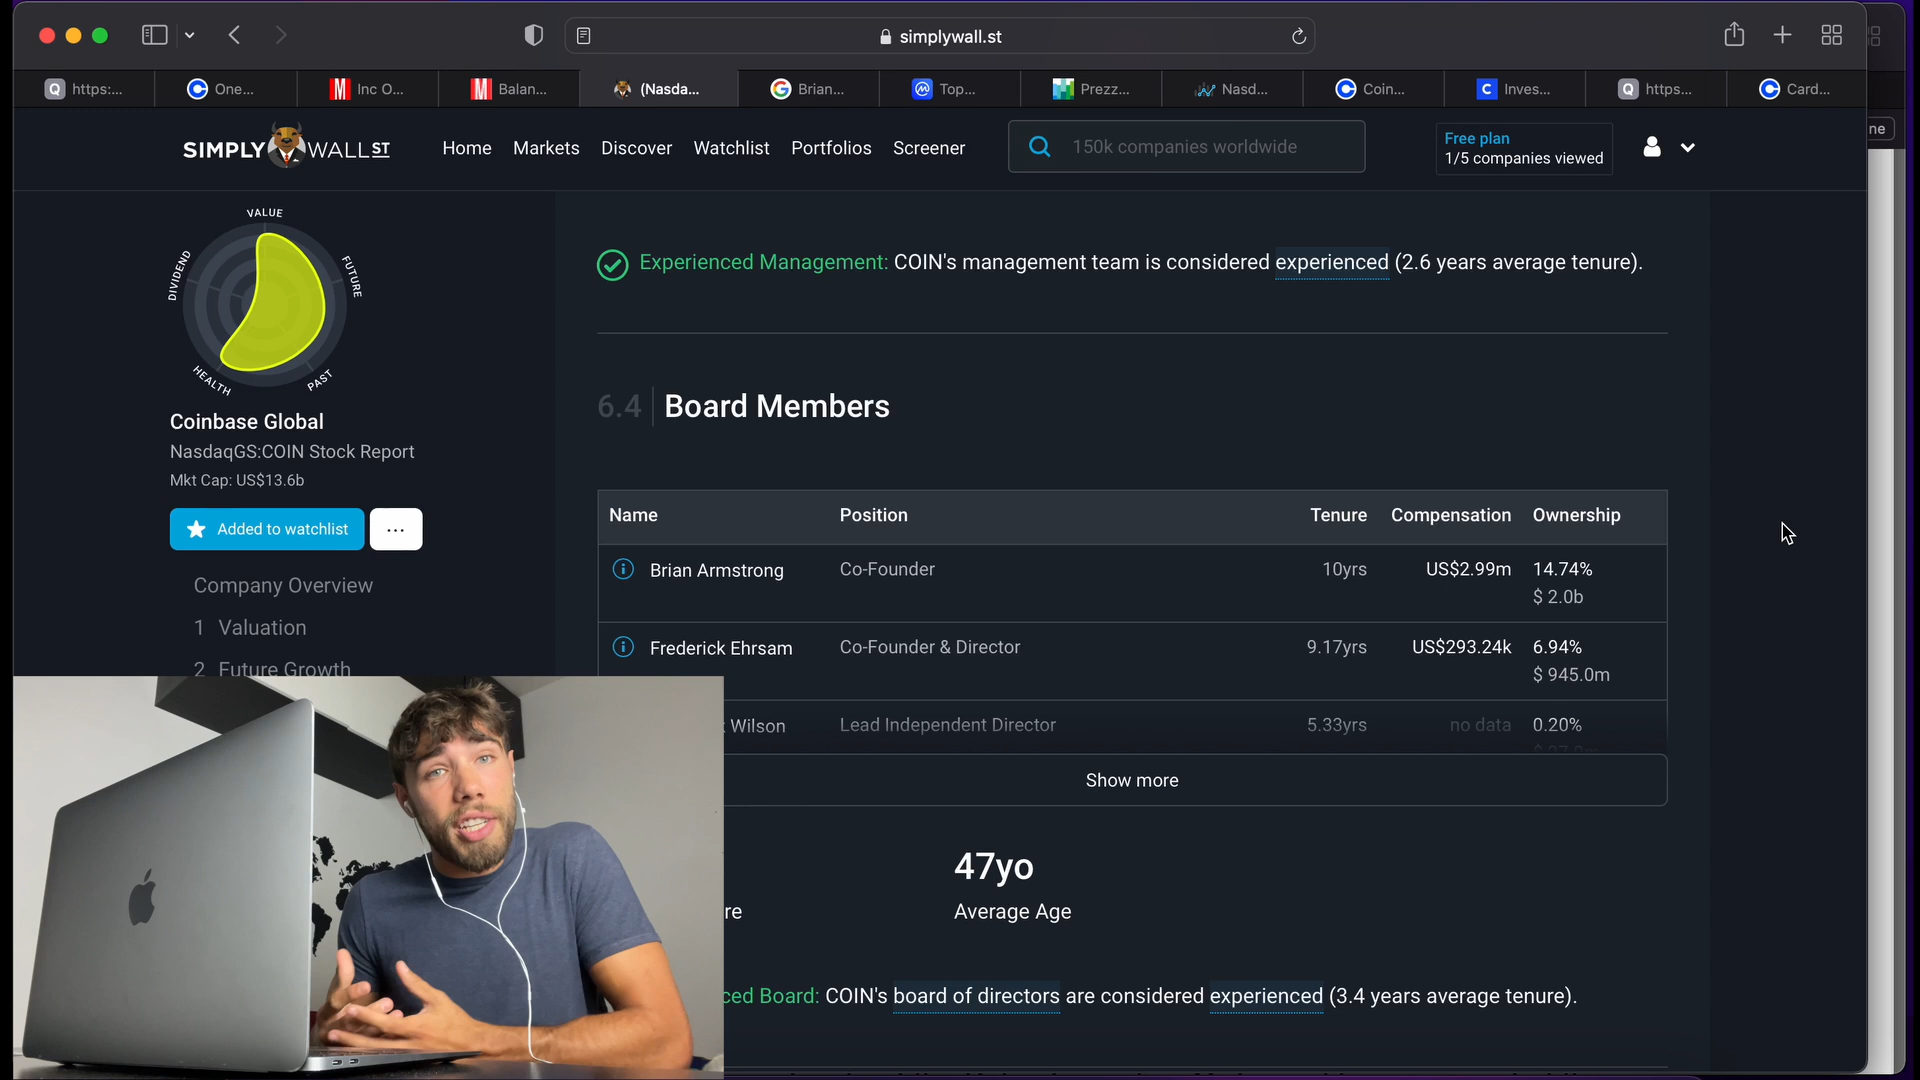 simplywall.st
https:...
One...
Inc O...
Balan...
(Nasda...
Brian...
Top...
Prezz...
Nasd...
Coin...
Inves...
https...
Card...
ne
SIMPLY WALL ST
Home
Markets
Discover
Watchlist
Portfolios
Screener
150k companies worldwide
Free plan
1/5 companies viewed
VALUE
FUTURE
PAST
HEALTH
DIVIDEND
Coinbase Global
NasdaqGS:COIN Stock Report
Mkt Cap: US$13.6b
Added to watchlist
...
Company Overview
1 Valuation
2 Future Growth
Experienced Management: COIN's management team is considered experienced (2.6 years average tenure).
6.4 Board Members
Name Position Tenure Compensation Ownership
Brian Armstrong Co-Founder 10yrs US$2.99m 14.74%
$ 2.0b
Frederick Ehrsam Co-Founder & Director 9.17yrs US$293.24k 6.94%
$ 945.0m
Wilson Lead Independent Director 5.33yrs no data 0.20%
Show more
47yo
re Average Age
ced Board: COIN's board of directors are considered experienced (3.4 years average tenure).